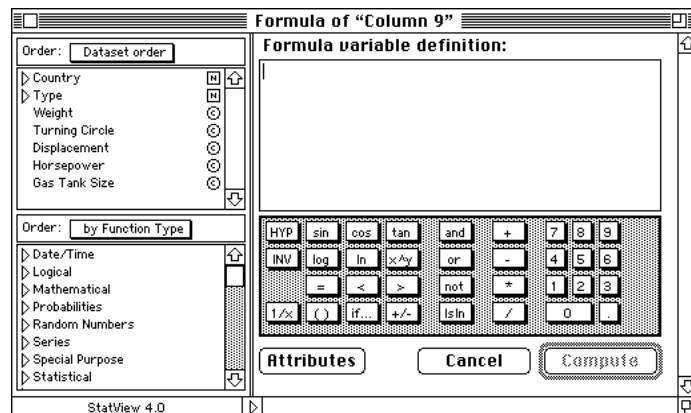 Formula of “Column 9”
Order: Dataset order
Country N
Type N
Weight C
Turning Circle C
Displacement C
Horsepower C
Gas Tank Size C
Order: by Function Type
Date/Time
Logical
Mathematical
Probabilities
Random Numbers
Series
Special Purpose
Statistical
StatView 4.0
Formula variable definition:
HYP sin cos tan and + 7 8 9
INV log ln x^y or - 4 5 6
= < > not * 1 2 3
1/x ( ) if... +/- IsIn / 0 .
Attributes Cancel Compute